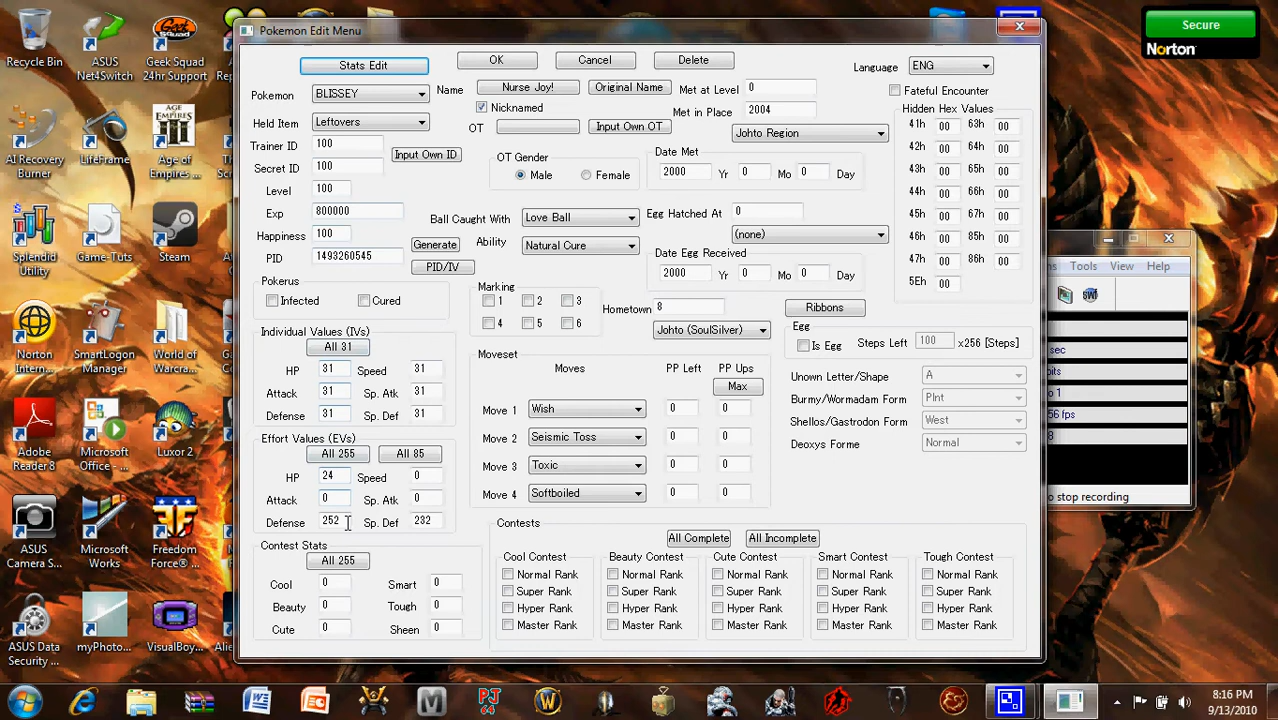 Pokemon Edit Menu
Secure
Norton
Recycle Bin
ASUS Net4Switch
Geek Squad 24hr Support
AI Recovery Burner
LifeFrame
Age of Empires ...
Splendid Utility
Game-Tuts
Steam
Norton Intern...
SmartLogon Manager
World of Warcra...
Adobe Reader 8
Microsoft Office - ...
Luxor 2
ASUS Camera S...
Microsoft Works
Freedom Force® ...
ASUS Data Security ...
myPhoto...
VisualBoy...
Stats Edit
OK
Cancel
Delete
Language ENG
Pokemon BLISSEY
Name Nurse Joy! Original Name
Nicknamed
Met at Level 0
Fateful Encounter
Held Item Leftovers
OT Input Own OT
Met in Place 2004
Johto Region
Trainer ID 100
Input Own ID
Secret ID 100
Level 100
Exp 800000
Happiness 100
PID 1493260545
Generate
PID/IV
OT Gender
Male Female
Date Met
2000 Yr 0 Mo 0 Day
Ball Caught With Love Ball
Ability Natural Cure
Egg Hatched At 0
(none)
Date Egg Received
2000 Yr 0 Mo 0 Day
Hidden Hex Values
41h 00 63h 00
42h 00 64h 00
43h 00 65h 00
44h 00 66h 00
45h 00 67h 00
46h 00 85h 00
47h 00 86h 00
5Eh 00
Pokerus
Infected Cured
Marking
1 2 3
4 5 6
Hometown 8
Johto (SoulSilver)
Ribbons
Egg
Is Egg Steps Left 100 x256 [Steps]
Individual Values (IVs)
All 31
HP 31 Speed 31
Attack 31 Sp. Atk 31
Defense 31 Sp. Def 31
Effort Values (EVs)
All 255 All 85
HP 24 Speed 0
Attack 0 Sp. Atk 0
Defense 252 Sp. Def 232
Moveset
Moves PP Left PP Ups
Max
Move 1 Wish 0 0
Move 2 Seismic Toss 0 0
Move 3 Toxic 0 0
Move 4 Softboiled 0 0
Unown Letter/Shape A
Burmy/Wormadam Form Plnt
Shellos/Gastrodon Form West
Deoxys Forme Normal
Contest Stats
All 255
Cool 0 Smart 0
Beauty 0 Tough 0
Cute 0 Sheen 0
Contests
All Complete All Incomplete
Cool Contest Beauty Contest Cute Contest Smart Contest Tough Contest
Normal Rank Normal Rank Normal Rank Normal Rank Normal Rank
Super Rank Super Rank Super Rank Super Rank Super Rank
Hyper Rank Hyper Rank Hyper Rank Hyper Rank Hyper Rank
Master Rank Master Rank Master Rank Master Rank Master Rank
Tools View Help
SWF
sec
bits
fps
o stop recording
8:16 PM
9/13/2010